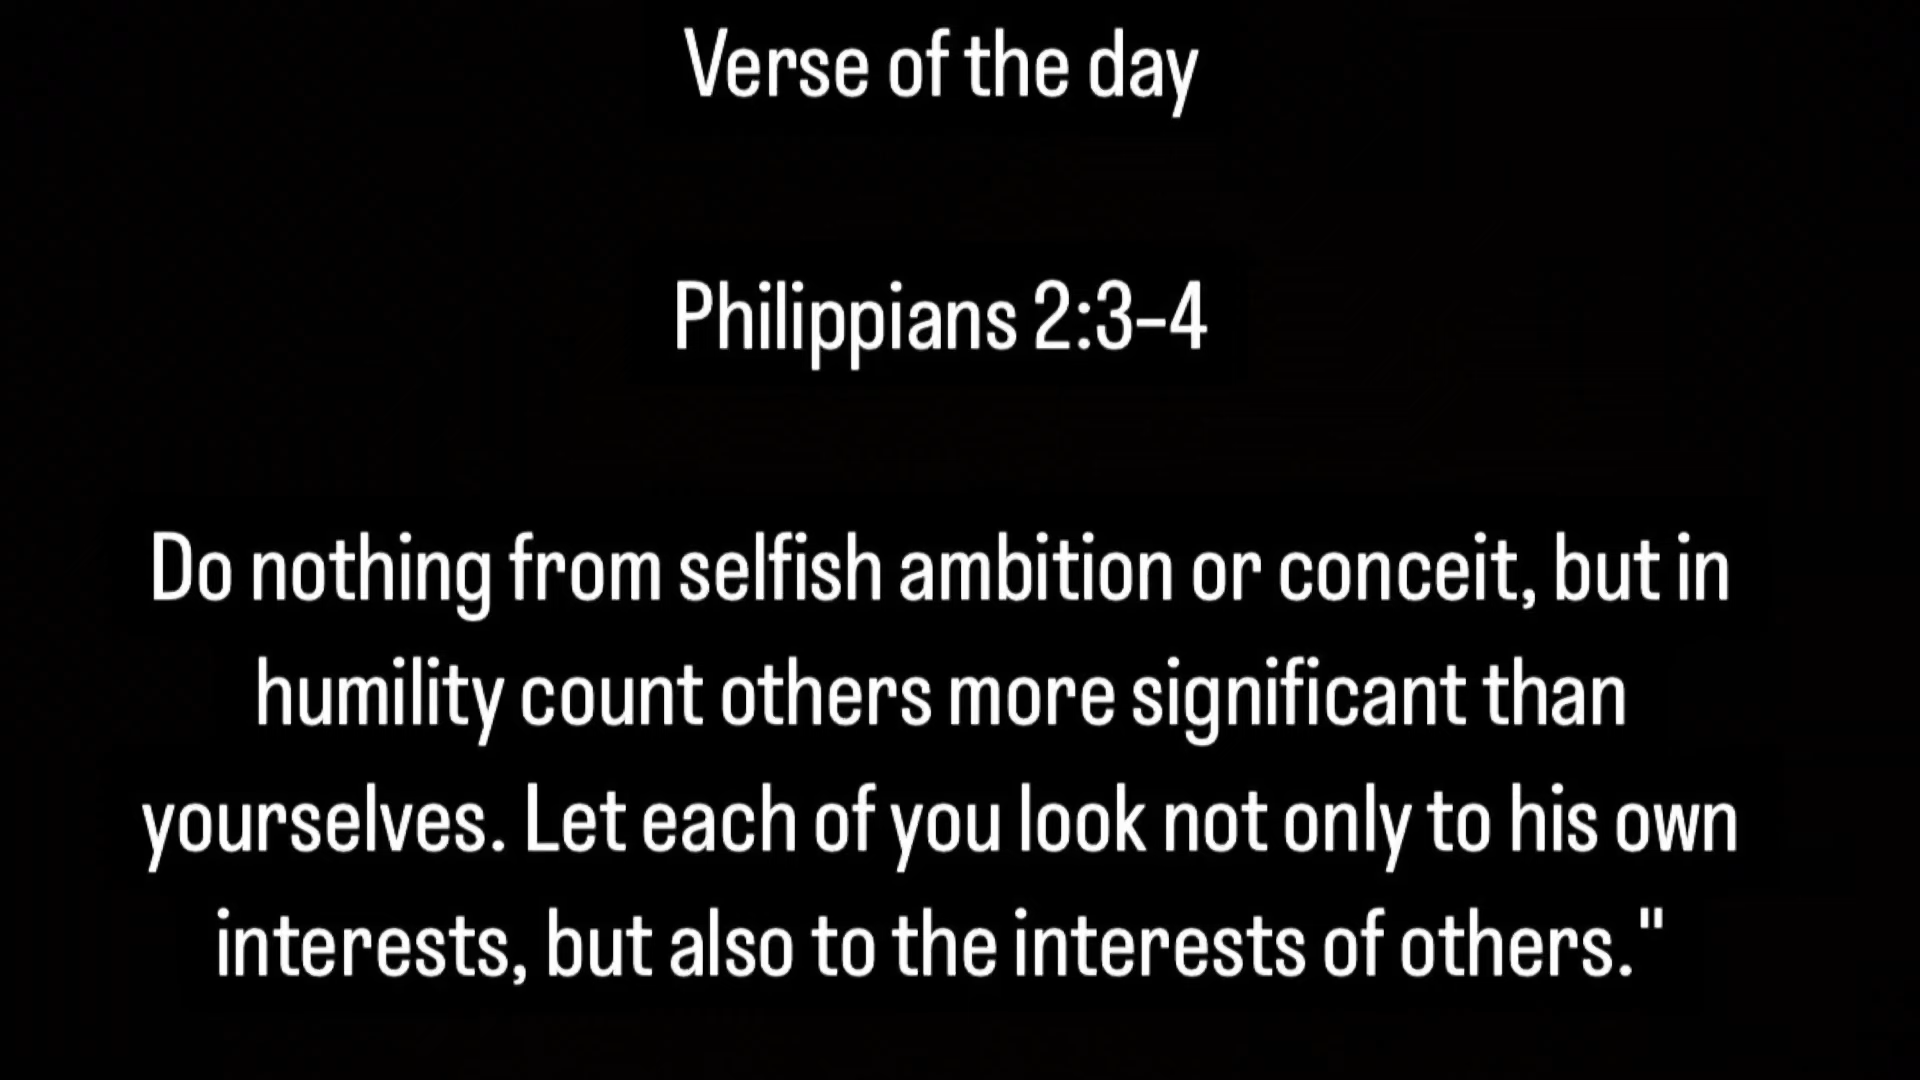 Verse of the day
Philippians 2:3-4
Do nothing from selfish ambition or conceit, but in
humility count others more significant than
yourselves. Let each of you look not only to his own
interests, but also to the interests of others."